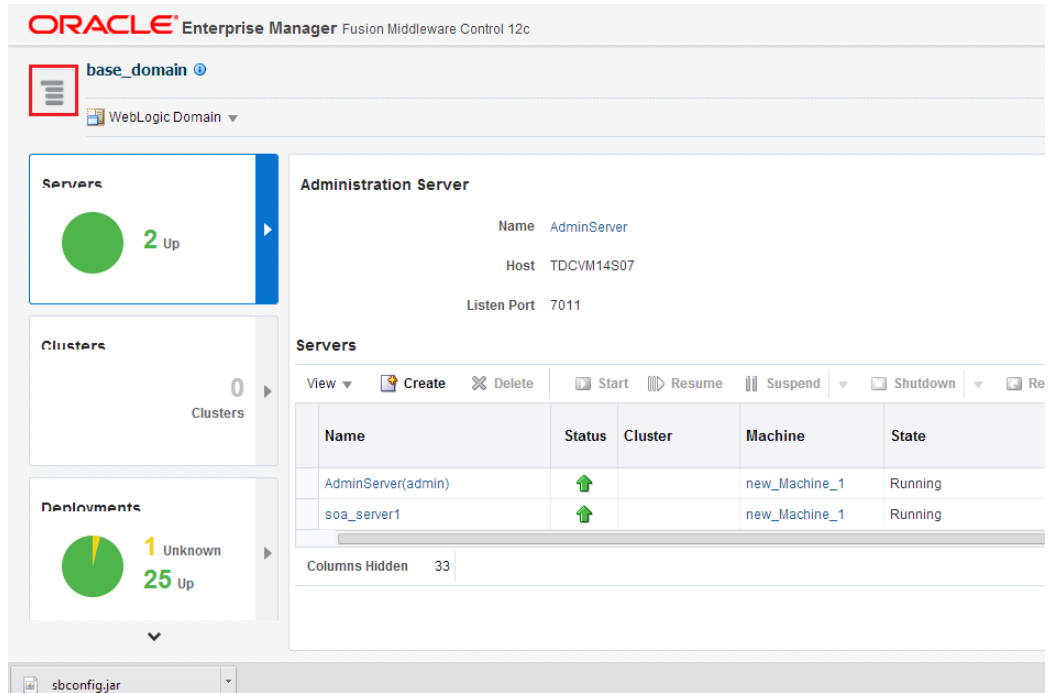 ORACLE Enterprise Manager Fusion Middleware Control 12c
base_domain
WebLogic Domain
Servers
2 Up
Clusters
0
Clusters
Deployments
1 Unknown
25 Up
Administration Server
Name AdminServer
Host TDCVM14S07
Listen Port 7011
Servers
View Create Delete Start Resume Suspend Shutdown Re
Name Status Cluster Machine State
AdminServer(admin) new_Machine_1 Running
soa_server1 new_Machine_1 Running
Columns Hidden 33
sbconfig.jar